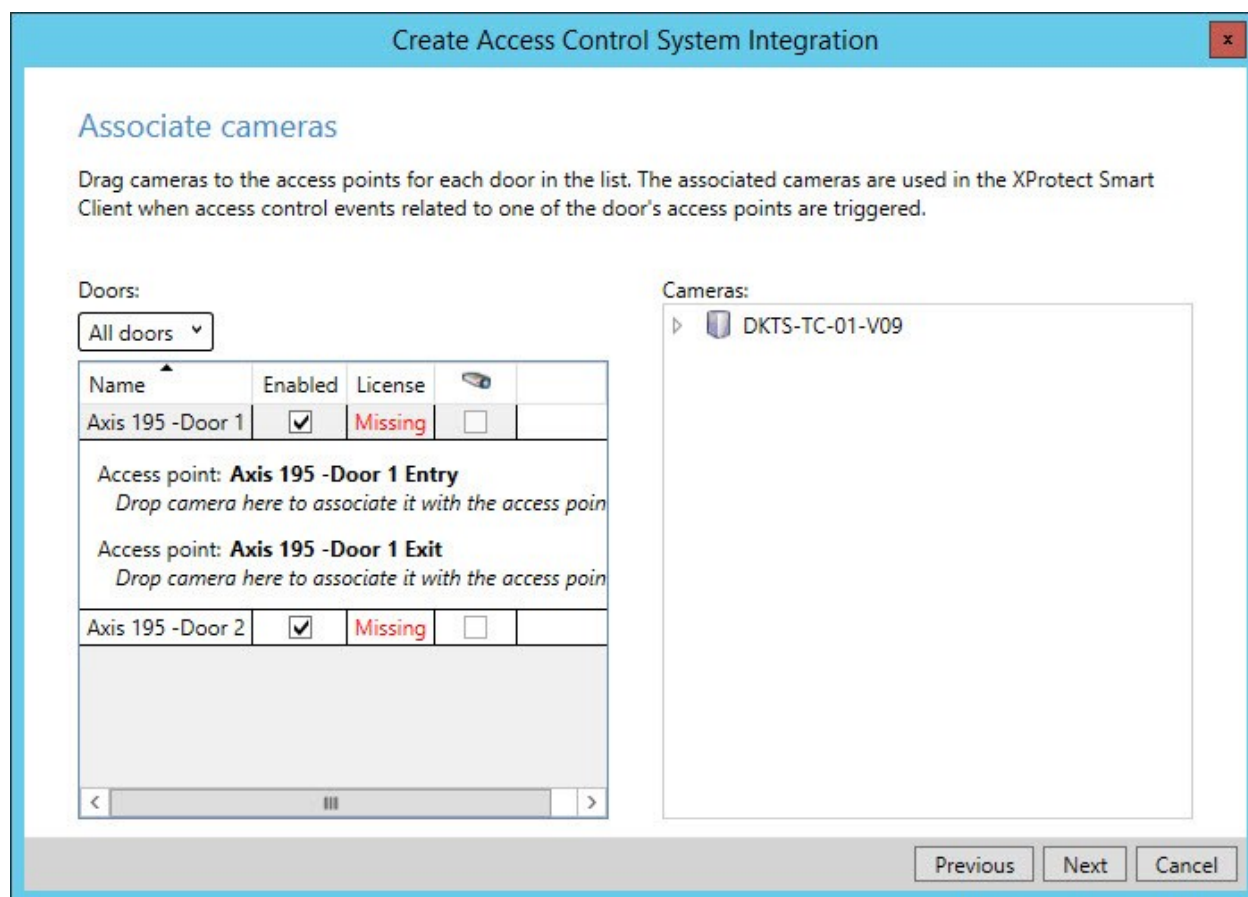 Create Access Control System Integration
x
Associate cameras
Drag cameras to the access points for each door in the list. The associated cameras are used in the XProtect Smart
Client when access control events related to one of the door's access points are triggered.
Doors:
All doors
Name Enabled License
Axis 195 -Door 1 Missing
Access point: Axis 195 -Door 1 Entry
Drop camera here to associate it with the access poin
Access point: Axis 195 -Door 1 Exit
Drop camera here to associate it with the access poin
Axis 195 -Door 2 Missing
Cameras:
DKTS-TC-01-V09
Previous Next Cancel